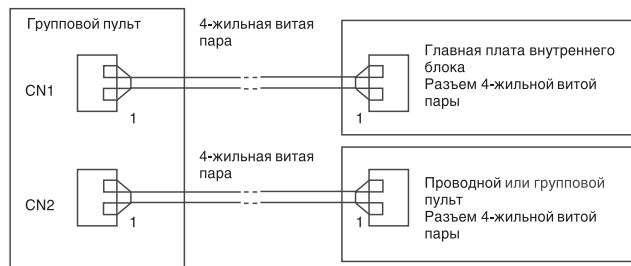 Групповой пульт
4-жильная витая
пара
Главная плата внутреннего
блока
Разъем 4-жильной витой
пары
CN1
1
1
4-жильная витая
пара
Проводной или групповой
пульт
Разъем 4-жильной витой
пары
CN2
1
1